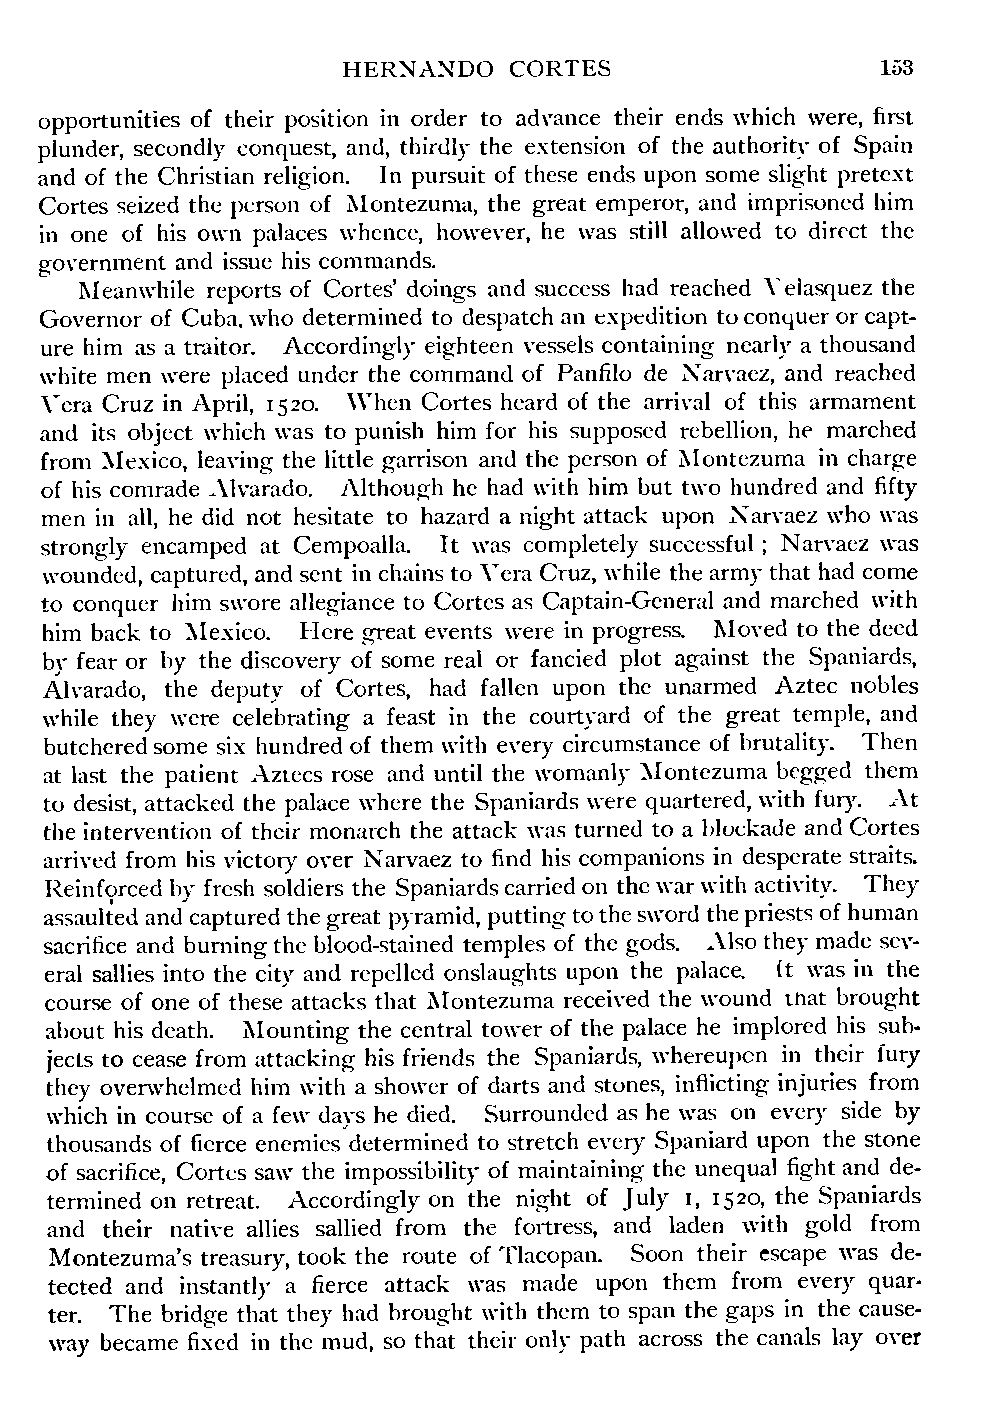 HERNANDO CORTES 153
opportunities of their position in order to advance their ends which were, first
plunder, secondly conquest, and, thirdly the extension of the authority of Spain
and of the Christian religion. In pursuit of these ends upon some slight pretext
Cortes seized the person of Montezuma, the great emperor, and imprisoned him
in one of his own palaces whence, however, he was still allowed to direct the
government and issue his commands.
Meanwhile reports of Cortes' doings and success had reached Velasquez the
Governor of Cuba, who determined to despatch an expedition to conquer or capt-
ure him as a traitor. Accordingly eighteen vessels containing nearly a thousand
white men were placed under the command of Panfilo de Narvaez, and reached
Vera Cruz in April, 1520. When Cortes heard of the arrival of this armament
and its object which was to punish him for his supposed rebellion, he marched
from Mexico, leaving the little garrison and the person of Montezuma in charge
of his comrade Alvarado. Although he had with him but two hundred and fifty
men in all, he did not hesitate to hazard a night attack upon Narvaez who was
strongly encamped at Cempoalla. It was completely successful ; Narvaez was
wounded, captured, and sent in chains to Vera Cruz, while the army that had come
to conquer him swore allegiance to Cortes as Captain-General and marched with
him back to Mexico. Here great events were in progress. Moved to the deed
by fear or by the discovery of some real or fancied plot against the Spaniards,
Alvarado, the deputy of Cortes, had fallen upon the unarmed Aztec nobles
while they were celebrating a feast in the courtyard of the great temple, and
butchered some six hundred of them with every circumstance of brutality. Then
at last the patient Aztecs rose and until the womanly Montezuma begged them
to desist, attacked the palace where the Spaniards were quartered, with fury. At
the intervention of their monarch the attack was turned to a blockade and Cortes
arrived from his victory over Narvaez to find his companions in desperate straits.
Reinforced by fresh soldiers the Spaniards carried on the war with activity. They
assaulted and captured the great pyramid, putting to the sword the priests of human
sacrifice and burning the blood-stained temples of the gods. Also they made sev-
eral sallies into the city and repelled onslaughts upon the palace. It was in the
course of one of these attacks that Montezuma received the wound that brought
about his death. Mounting the central tower of the palace he implored his sub-
jects to cease from attacking his friends the Spaniards, whereupon in their fury
they overwhelmed him with a shower of darts and stones, inflicting injuries from
which in course of a few days he died. Surrounded as he was on every side by
thousands of fierce enemies determined to stretch every Spaniard upon the stone
of sacrifice, Cortes saw the impossibility of maintaining the unequal fight and de-
termined on retreat. Accordingly on the night of July 1, 1520, the Spaniards
and their native allies sallied from the fortress, and laden with gold from
Montezuma's treasury, took the route of Tlacopan. Soon their escape was de-
tected and instantly a fierce attack was made upon them from every quar-
ter. The bridge that they had brought with them to span the gaps in the cause-
way became fixed in the mud, so that their only path across the canals lay over